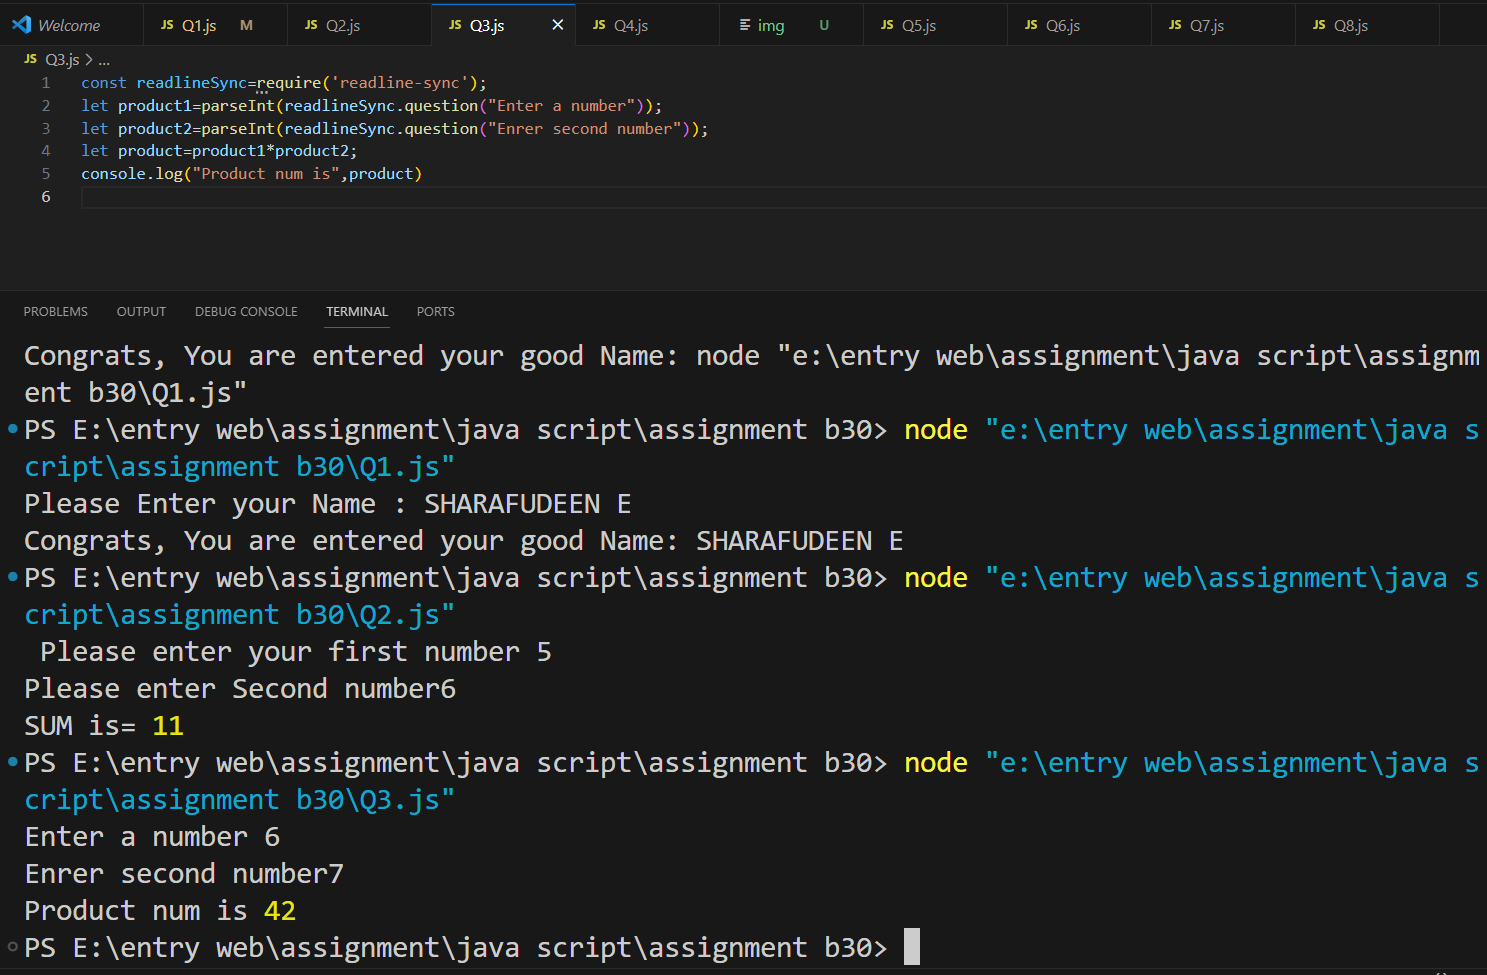 Welcome JS Q1.js M JS Q2.js JS Q3.js × JS Q4.js img U JS Q5.js JS Q6.js JS Q7.js JS Q8.js
JS Q3.js > ...
1 const readlineSync=require('readline-sync');
2 let product1=parseInt(readlineSync.question("Enter a number"));
3 let product2=parseInt(readlineSync.question("Enrer second number"));
4 let product=product1*product2;
5 console.log("Product num is",product)
6
PROBLEMS OUTPUT DEBUG CONSOLE TERMINAL PORTS
Congrats, You are entered your good Name: node "e:\entry web\assignment\java script\assignm
ent b30\Q1.js"
PS E:\entry web\assignment\java script\assignment b30> node "e:\entry web\assignment\java s
cript\assignment b30\Q1.js"
Please Enter your Name : SHARAFUDEEN E
Congrats, You are entered your good Name: SHARAFUDEEN E
PS E:\entry web\assignment\java script\assignment b30> node "e:\entry web\assignment\java s
cript\assignment b30\Q2.js"
Please enter your first number 5
Please enter Second number6
SUM is= 11
PS E:\entry web\assignment\java script\assignment b30> node "e:\entry web\assignment\java s
cript\assignment b30\Q3.js"
Enter a number 6
Enrer second number7
Product num is 42
PS E:\entry web\assignment\java script\assignment b30>